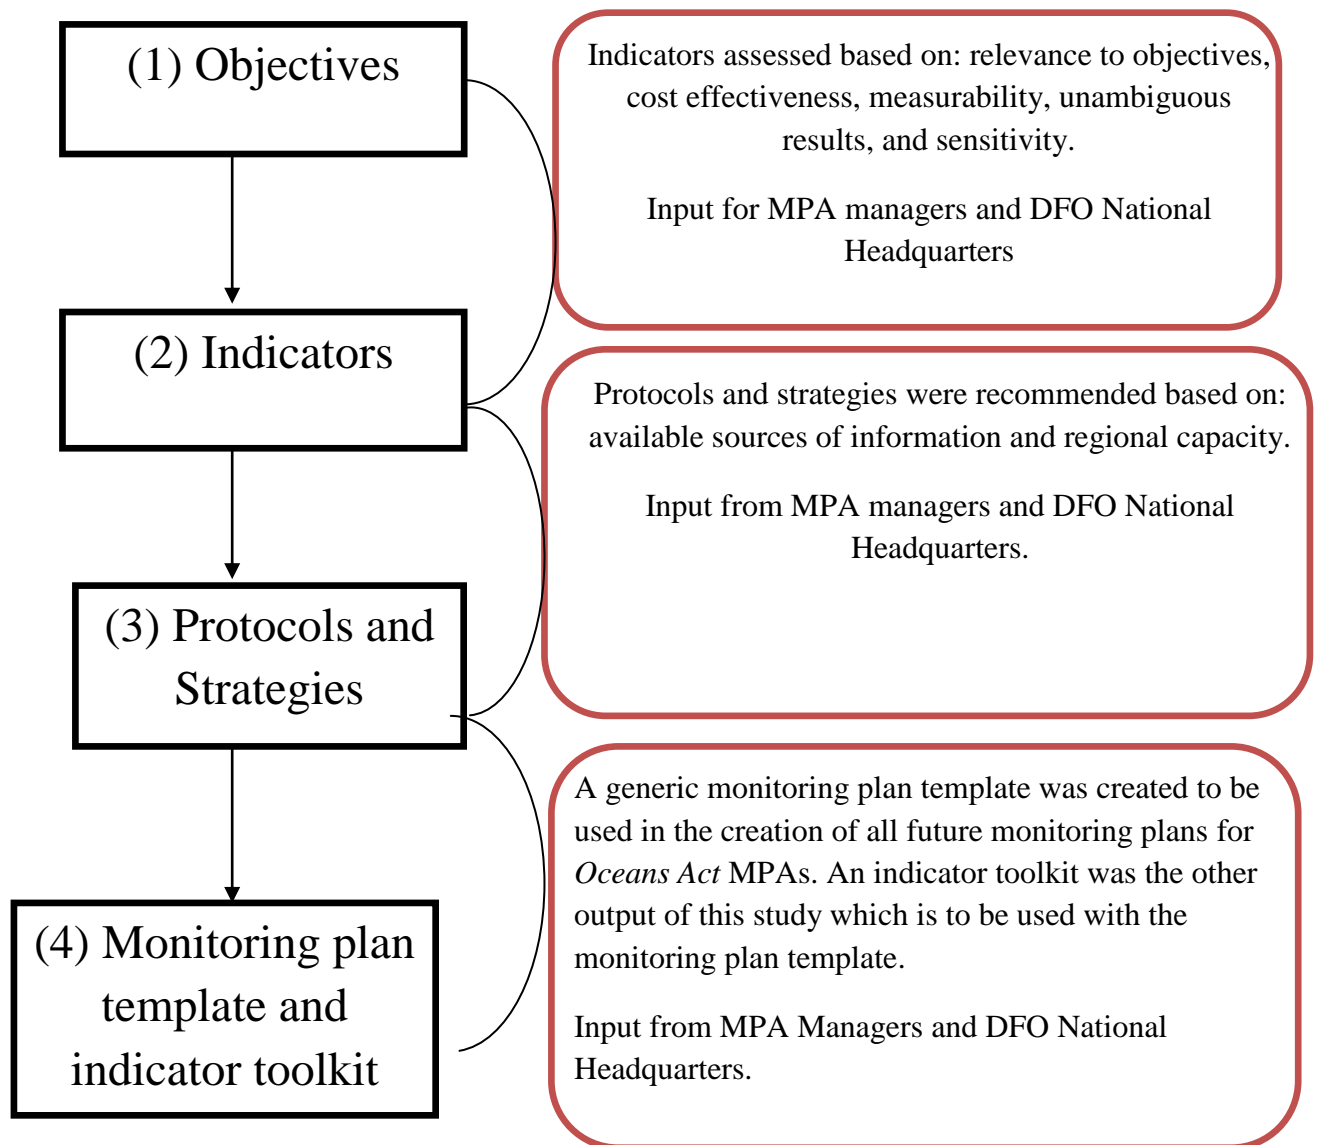 (1) Objectives
Indicators assessed based on: relevance to objectives,
cost effectiveness, measurability, unambiguous
results, and sensitivity.
Input for MPA managers and DFO National
Headquarters
(2) Indicators
Protocols and strategies were recommended based on:
available sources of information and regional capacity.
Input from MPA managers and DFO National
Headquarters.
(3) Protocols and
Strategies
A generic monitoring plan template was created to be
used in the creation of all future monitoring plans for
Oceans Act MPAs. An indicator toolkit was the other
output of this study which is to be used with the
monitoring plan template.
Input from MPA Managers and DFO National
Headquarters.
(4) Monitoring plan
template and
indicator toolkit